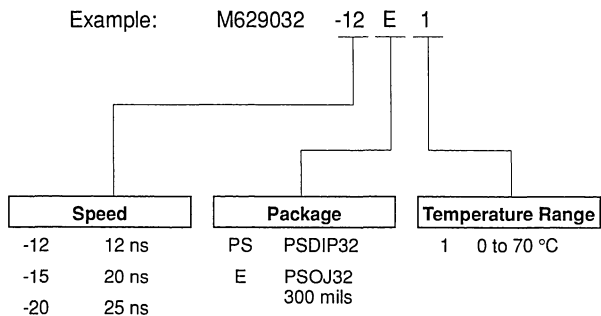 Example: M629032 -12 E 1
Speed Package Temperature Range
-12 12 ns PS PSDIP32 1 0 to 70 °C
-15 20 ns E PSOJ32
300 mils
-20 25 ns